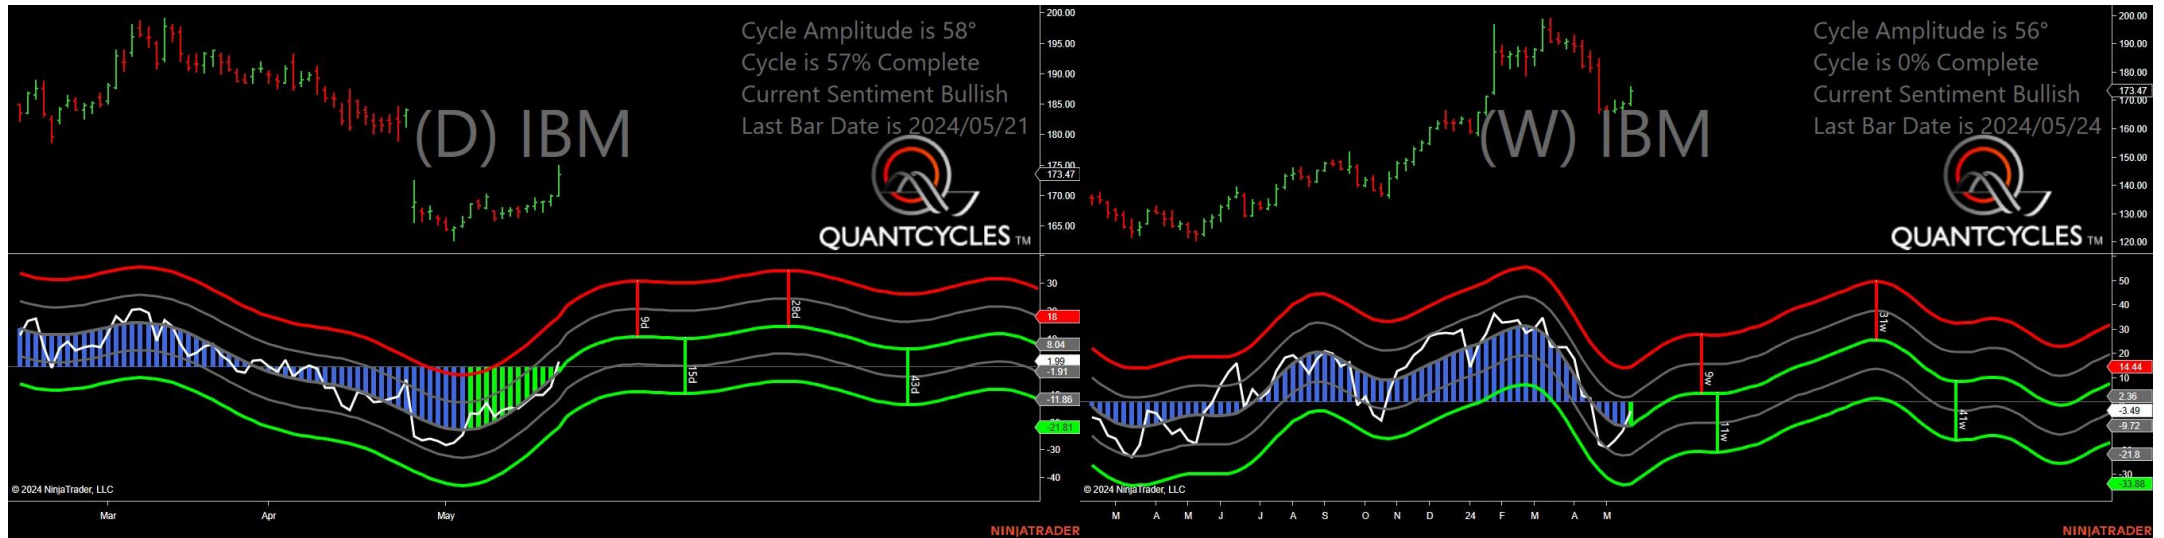 Cycle Amplitude is 58°
Cycle is 57% Complete
Current Sentiment Bullish
Last Bar Date is 2024/05/21
(D) IBM
QUANTCYCLES TM
200.00
195.00
190.00
185.00
180.00
175.00
173.47
170.00
165.00
9d
28d
15d
43d
30
18
8.04
1.99
-1.91
-11.86
-21.81
-30
-40
© 2024 NinjaTrader, LLC
Mar
Apr
May
NINJATRADER
Cycle Amplitude is 56°
Cycle is 0% Complete
Current Sentiment Bullish
Last Bar Date is 2024/05/24
(W) IBM
QUANTCYCLES TM
200.00
190.00
180.00
173.47
170.00
160.00
150.00
140.00
130.00
120.00
9w
31w
11w
41w
50
40
30
20
14.44
10
2.36
-3.49
-9.72
-21.8
-30
-33.88
© 2024 NinjaTrader, LLC
M A M J J A S O N D 24 F M A M
NINJATRADER